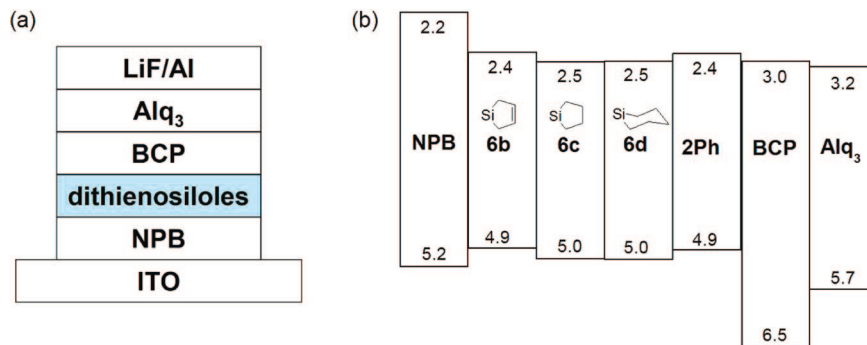 (a)
LiF/Al
Alq₃
BCP
dithienosiloles
NPB
ITO
(b)
2.2
2.4
2.5
2.5
2.4
3.0
3.2
Si
Si
Si
NPB
6b
6c
6d
2Ph
BCP
Alq₃
4.9
5.0
5.0
4.9
5.2
5.7
6.5